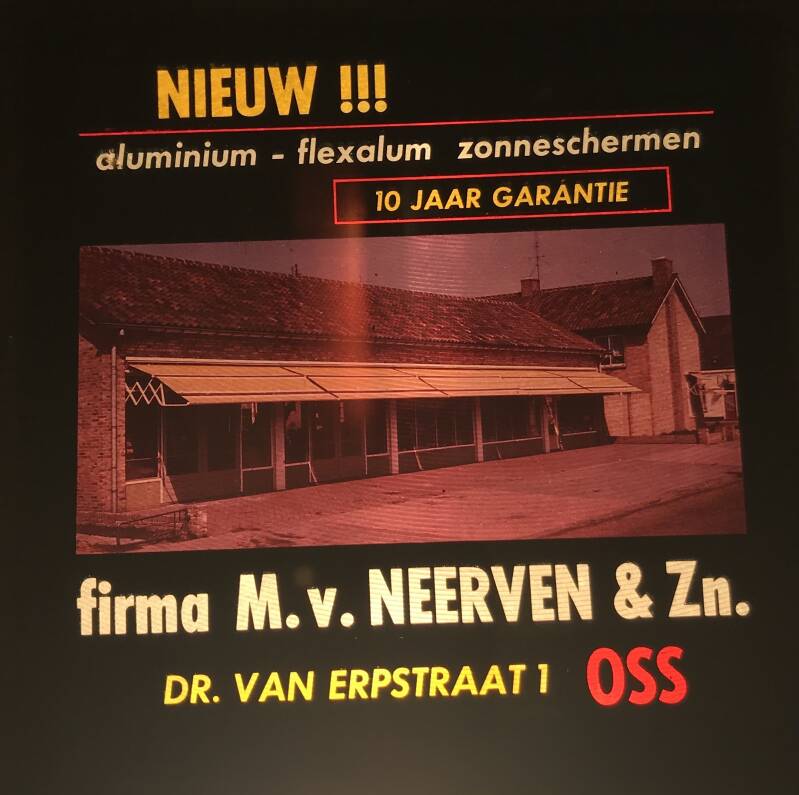 NIEUW !!!
aluminium - flexalum zonneschermen
10 JAAR GARANTIE
firma M. v. NEERVEN & Zn.
DR. VAN ERPSTRAAT 1 OSS